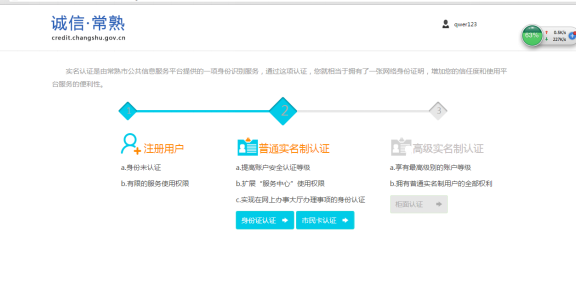 诚信·常熟
credit.changshu.gov.cn
qwer123
实名认证是由常熟市公共信息服务平台提供的一项身份识别服务，通过这项认证，您就相当于拥有了一张网络身份证明，增加您的信任度和使用平
台服务的便利性。
1
2
3
注册用户
普通实名制认证
高级实名制认证
a.身份未认证
a.提高账户安全认证等级
a.享有最高级别的账户等级
b.有限的服务使用权限
b.扩展“服务中心”使用权限
b.拥有普通实名制用户的全部权利
c.实现在网上办事大厅办理事项的身份认证
身份证认证
市民卡认证
柜面认证